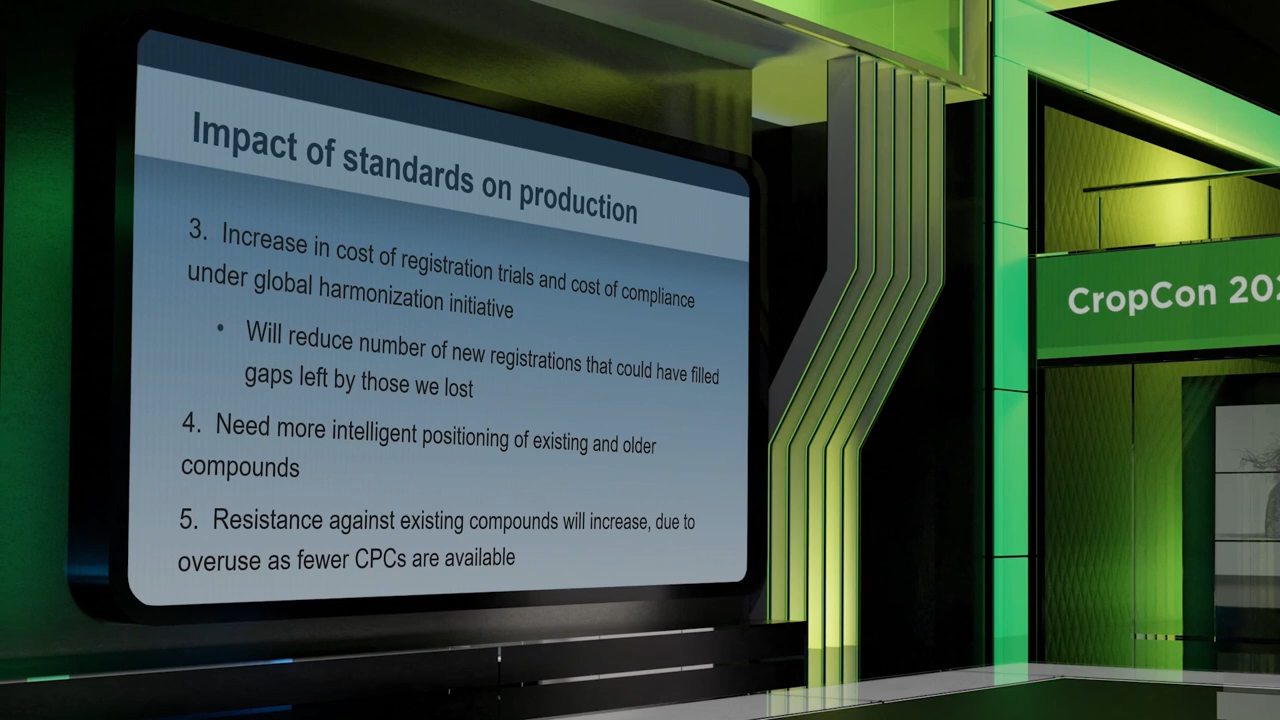 Impact of standards on production
3. Increase in cost of registration trials and cost of compliance
under global harmonization initiative
• Will reduce number of new registrations that could have filled
gaps left by those we lost
4. Need more intelligent positioning of existing and older
compounds
5. Resistance against existing compounds will increase, due to
overuse as fewer CPCs are available
CropCon